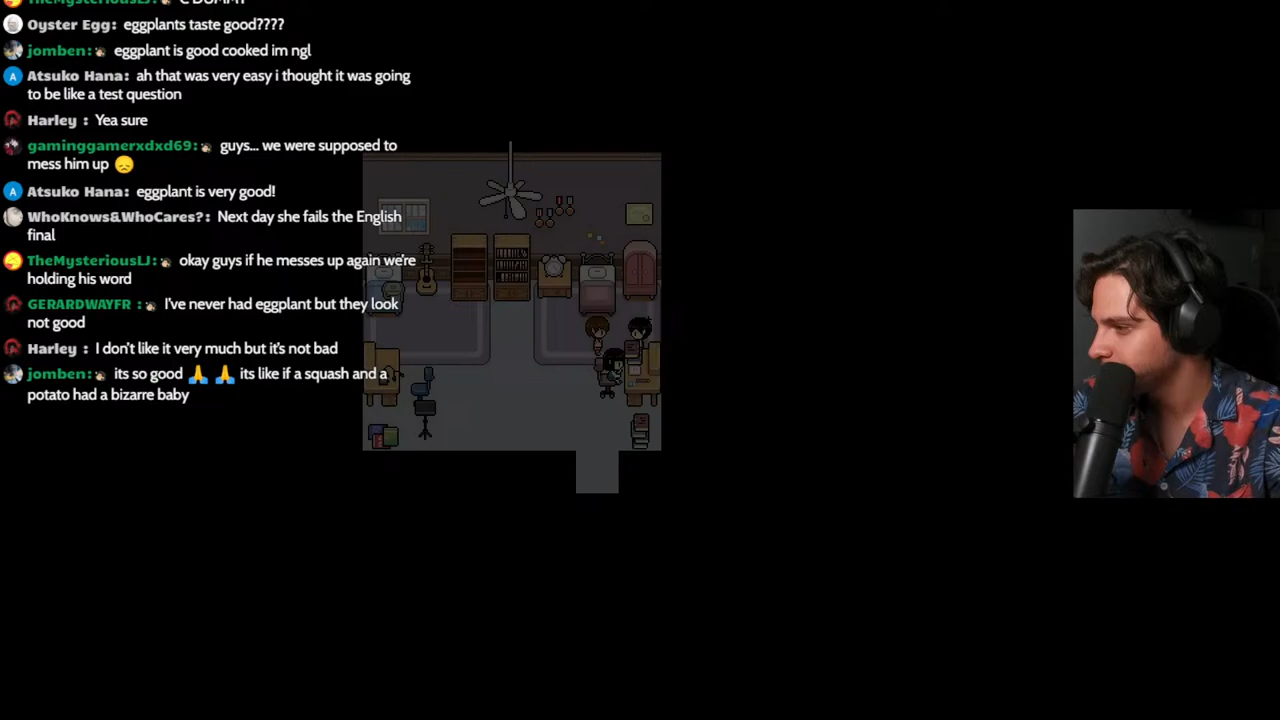 TheMysteriousLJ: C DUMMY
Oyster Egg: eggplants taste good????
jomben: eggplant is good cooked im ngl
Atsuko Hana: ah that was very easy i thought it was going
to be like a test question
Harley : Yea sure
gaminggamerxdxd69: guys... we were supposed to
mess him up 😞
Atsuko Hana: eggplant is very good!
WhoKnows&WhoCares?: Next day she fails the English
final
TheMysteriousLJ: okay guys if he messes up again we're
holding his word
GERARDWAYFR : I've never had eggplant but they look
not good
Harley : I don't like it very much but it's not bad
jomben: its so good 🙏 🙏 its like if a squash and a
potato had a bizarre baby